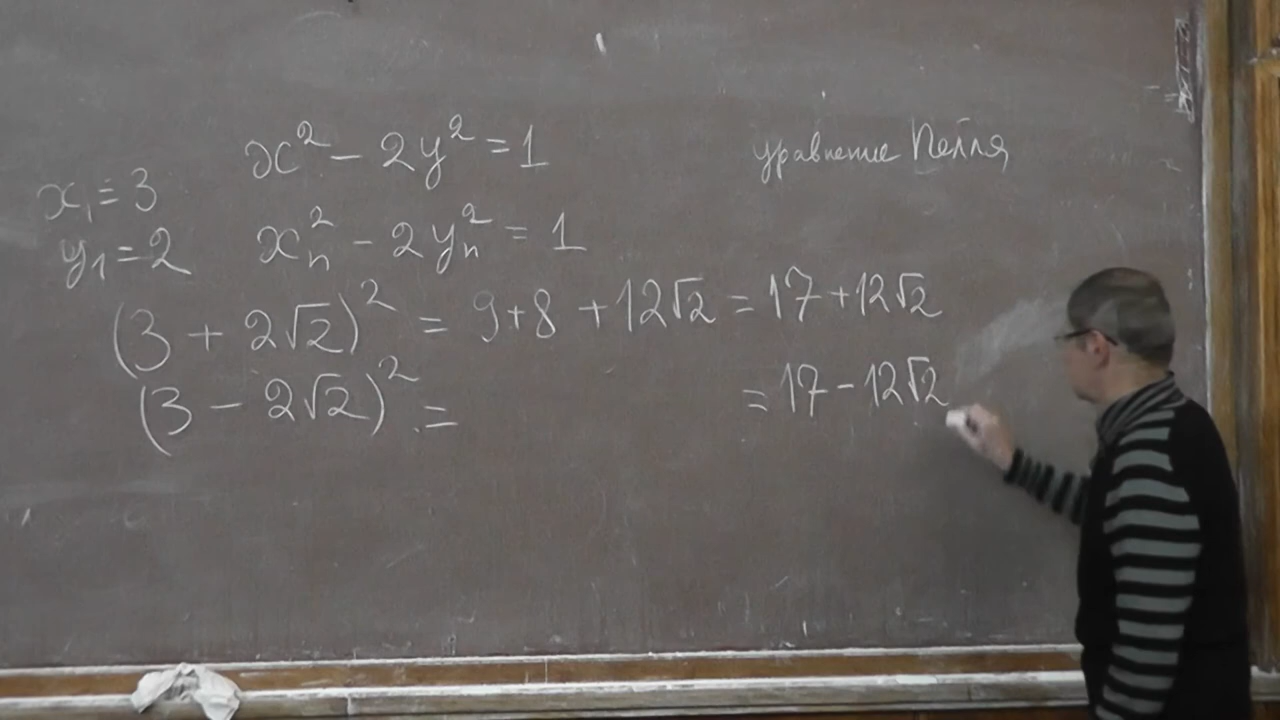 x² − 2y² = 1
уравнение Пелля
x₁ = 3
y₁ = 2
xₙ² − 2yₙ² = 1
(3 + 2√2)² = 9+8 + 12√2 = 17 + 12√2
(3 − 2√2)² = = 17 − 12√2